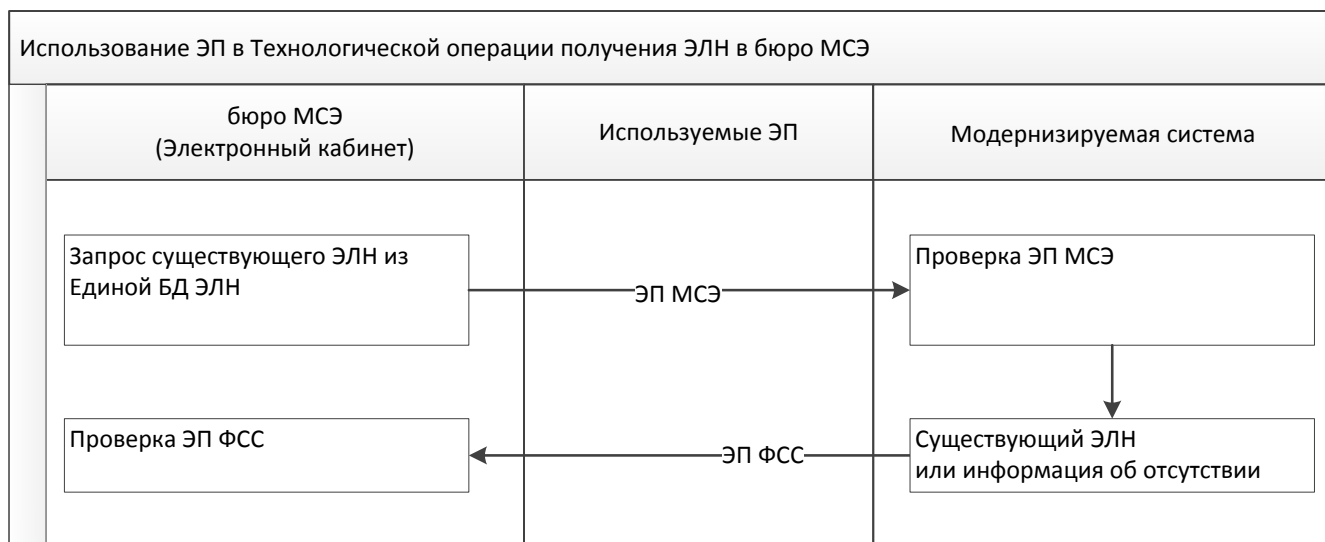 Использование ЭП в Технологической операции получения ЭЛН в бюро МСЭ
бюро МСЭ
(Электронный кабинет)
Используемые ЭП
Модернизируемая система
Запрос существующего ЭЛН из
Единой БД ЭЛН
ЭП МСЭ
Проверка ЭП МСЭ
Проверка ЭП ФСС
ЭП ФСС
Существующий ЭЛН
или информация об отсутствии